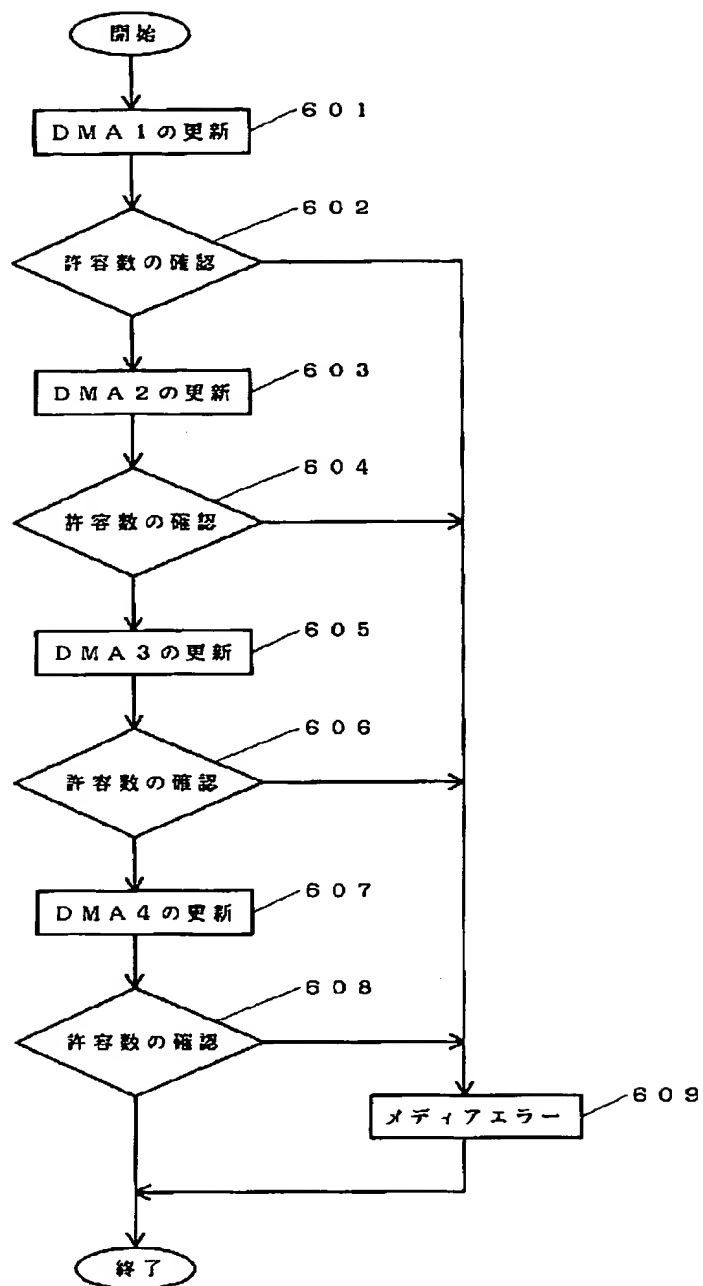 開始
DMA1の更新
601
許容数の確認
602
DMA2の更新
603
許容数の確認
604
DMA3の更新
605
許容数の確認
606
DMA4の更新
607
許容数の確認
608
メディアエラー
609
終了